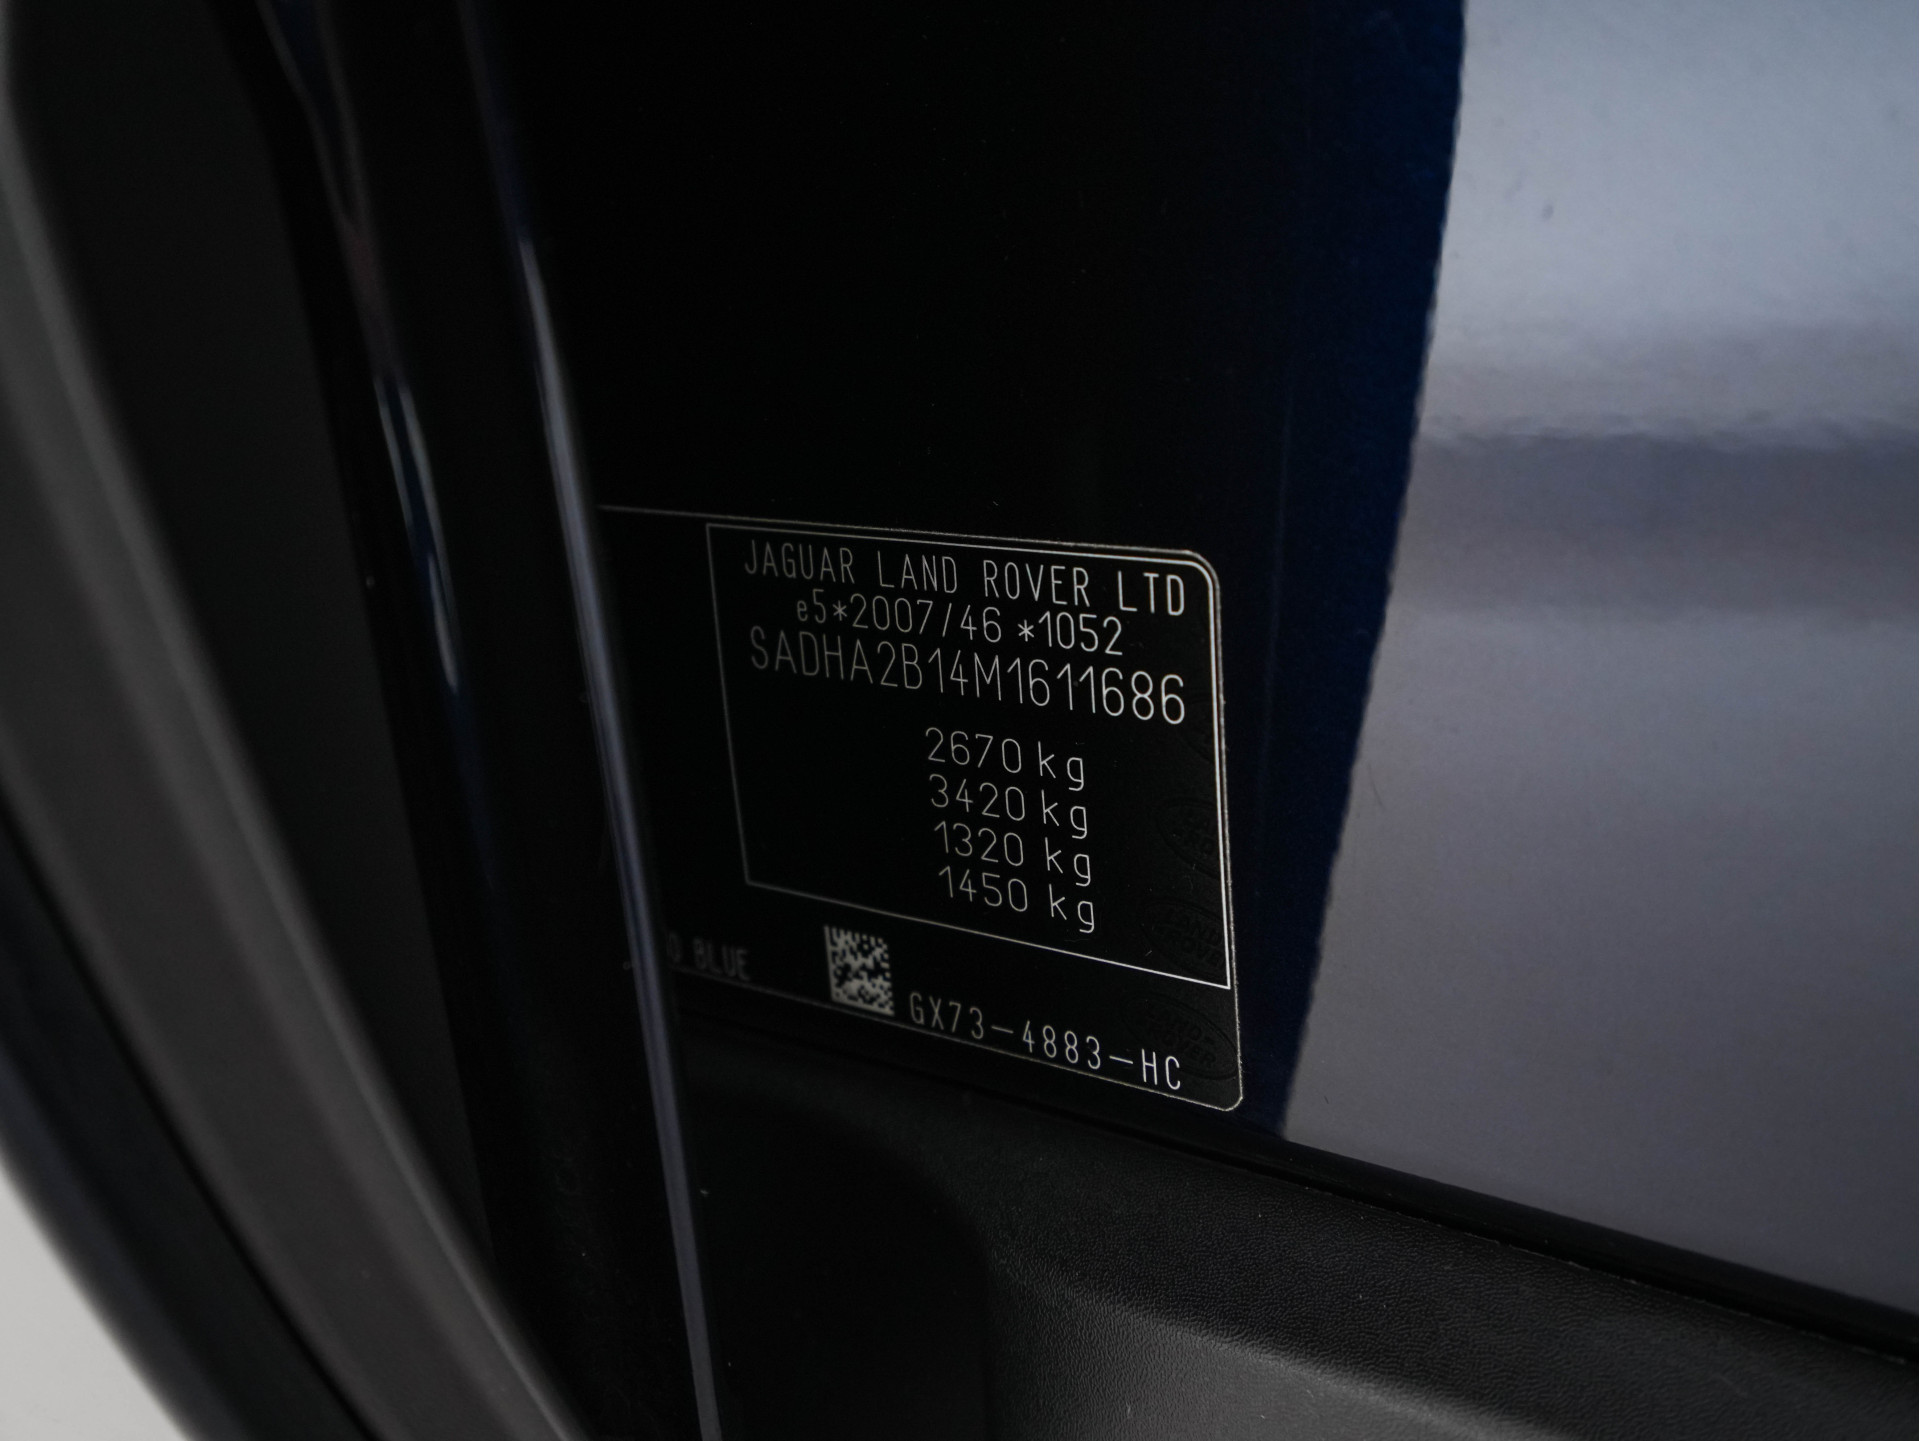 JAGUAR LAND ROVER LTD
e5*2007/46*1052
SADHA2B14M1611686
2670 kg
3420 kg
1320 kg
1450 kg
BLUE
GX73-4883-HC